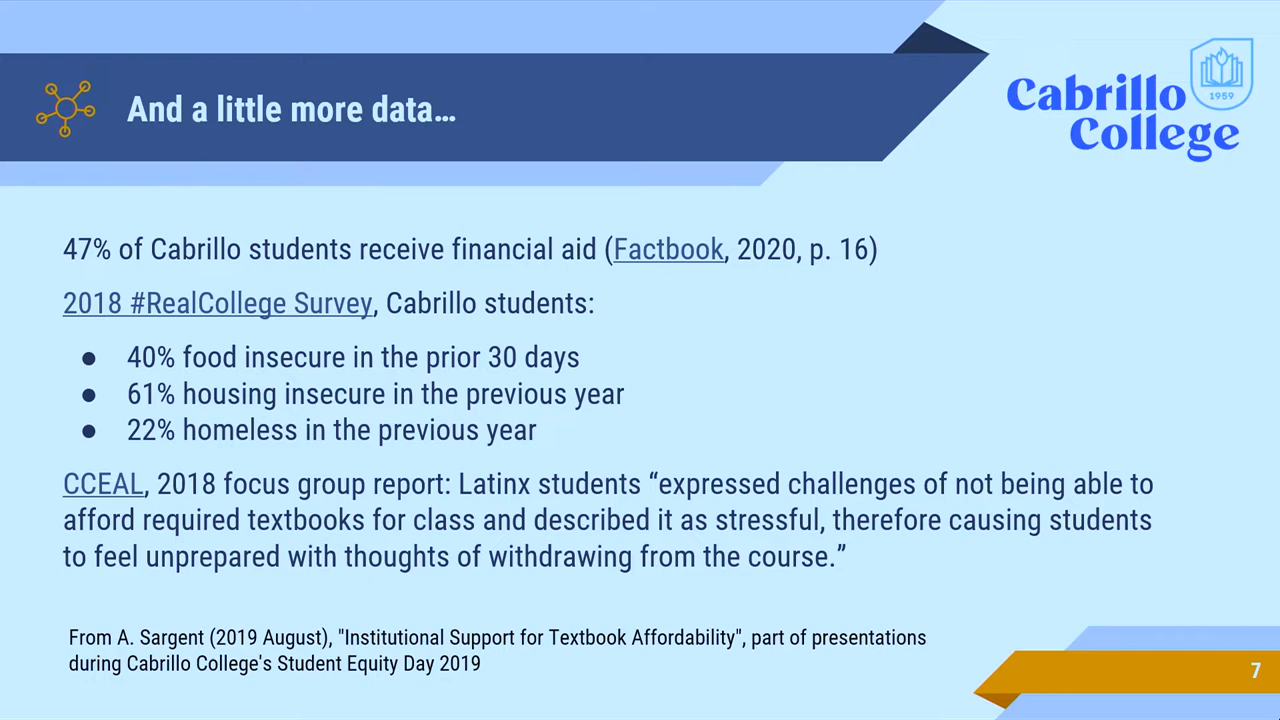 And a little more data…
Cabrillo
College
1959
47% of Cabrillo students receive financial aid (Factbook, 2020, p. 16)
2018 #RealCollege Survey, Cabrillo students:
● 40% food insecure in the prior 30 days
● 61% housing insecure in the previous year
● 22% homeless in the previous year
CCEAL, 2018 focus group report: Latinx students “expressed challenges of not being able to
afford required textbooks for class and described it as stressful, therefore causing students
to feel unprepared with thoughts of withdrawing from the course.”
From A. Sargent (2019 August), "Institutional Support for Textbook Affordability", part of presentations
during Cabrillo College's Student Equity Day 2019
7